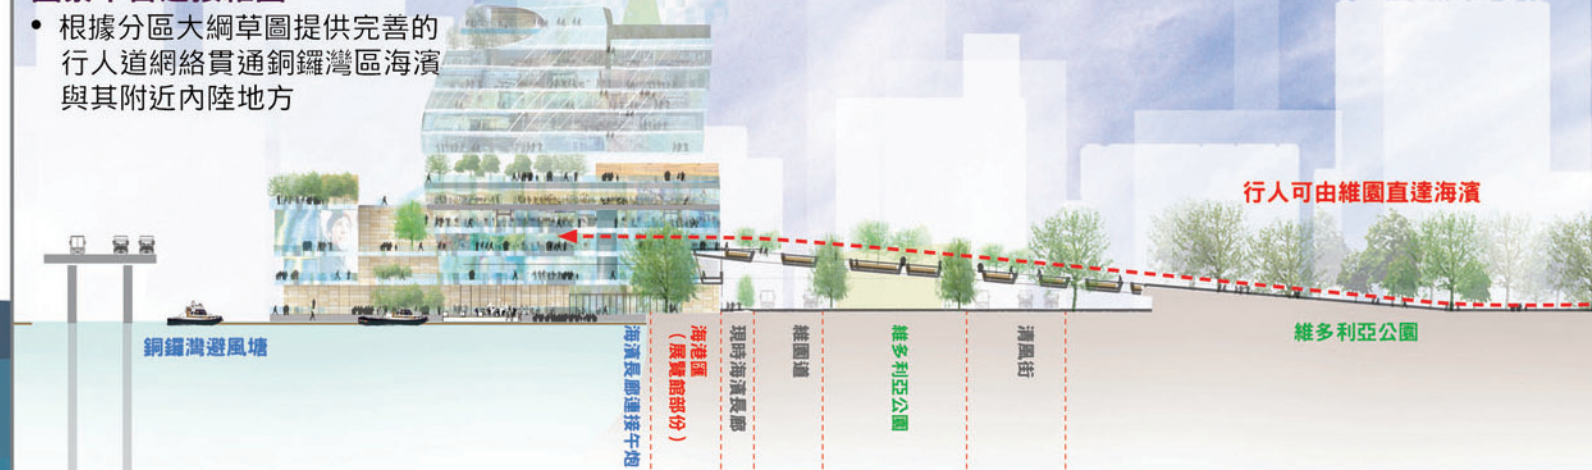 • 根據分區大綱草圖提供完善的
行人道網絡貫通銅鑼灣區海濱
與其附近內陸地方
行人可由維園直達海濱
銅鑼灣避風塘
海濱長廊連接午炮
海港匯
（展覽館部份）
現時海濱長廊
維園道
維多利亞公園
清風街
維多利亞公園